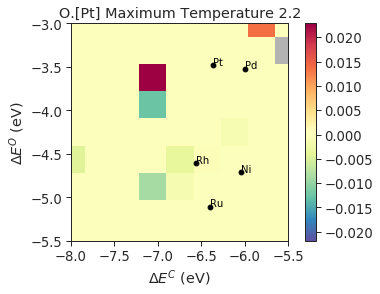 O.[Pt] Maximum Temperature 2.2
−3.0
−3.5
−4.0
−4.5
−5.0
−5.5
ΔE^O (eV)
Pt
Pd
Rh
Ni
Ru
−8.0 −7.5 −7.0 −6.5 −6.0 −5.5
ΔE^C (eV)
0.020
0.015
0.010
0.005
0.000
−0.005
−0.010
−0.015
−0.020